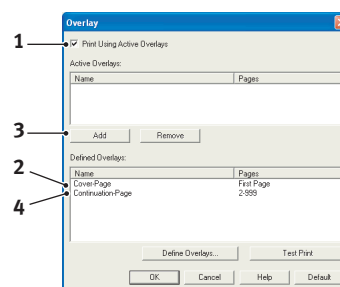 Overlay
1
Print Using Active Overlays
Active Overlays:
Name Pages
3
Add Remove
Defined Overlays:
Name Pages
2
Cover-Page First Page
4
Continuation-Page 2-999
Define Overlays... Test Print
OK Cancel Help Default